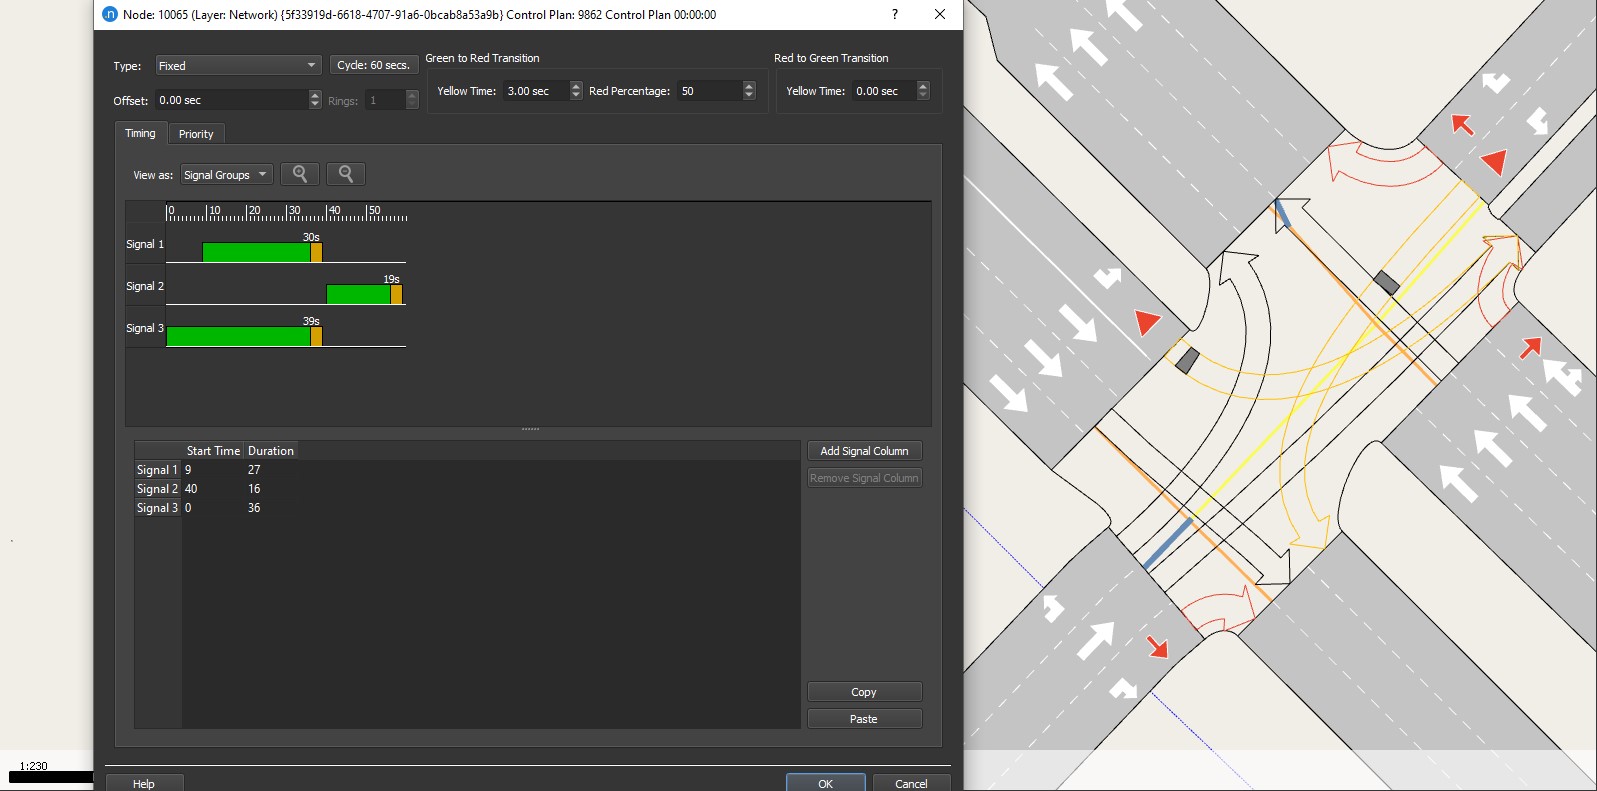 .n Node: 10065 (Layer: Network) {5f33919d-6618-4707-91a6-0bcab8a53a9b} Control Plan: 9862 Control Plan 00:00:00 ?
Type: Fixed Cycle: 60 secs.
Offset: 0.00 sec Rings: 1
Green to Red Transition
Yellow Time: 3.00 sec Red Percentage: 50
Red to Green Transition
Yellow Time: 0.00 sec
Timing Priority
View as: Signal Groups
0 10 20 30 40 50
Signal 1 30s
Signal 2 19s
Signal 3 39s
Start Time Duration
Signal 1 9 27
Signal 2 40 16
Signal 3 0 36
Add Signal Column
Remove Signal Column
Copy
Paste
Help OK Cancel
1:230